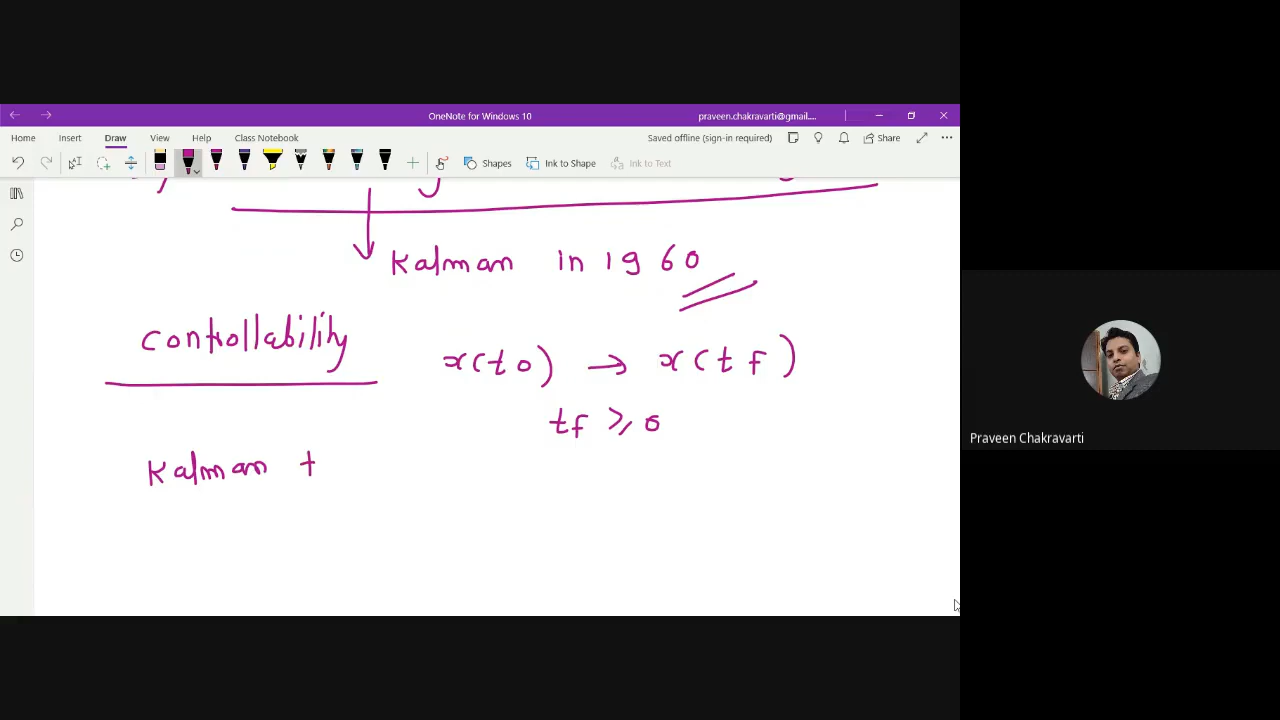 OneNote for Windows 10
praveen.chakravarti@gmail....
Home Insert Draw View Help Class Notebook
Saved offline (sign-in required) Share
Shapes Ink to Shape Ink to Text
Kalman in 1960
Controllability
x(to) → x(tf)
tf ≥ 0
Kalman t
Praveen Chakravarti